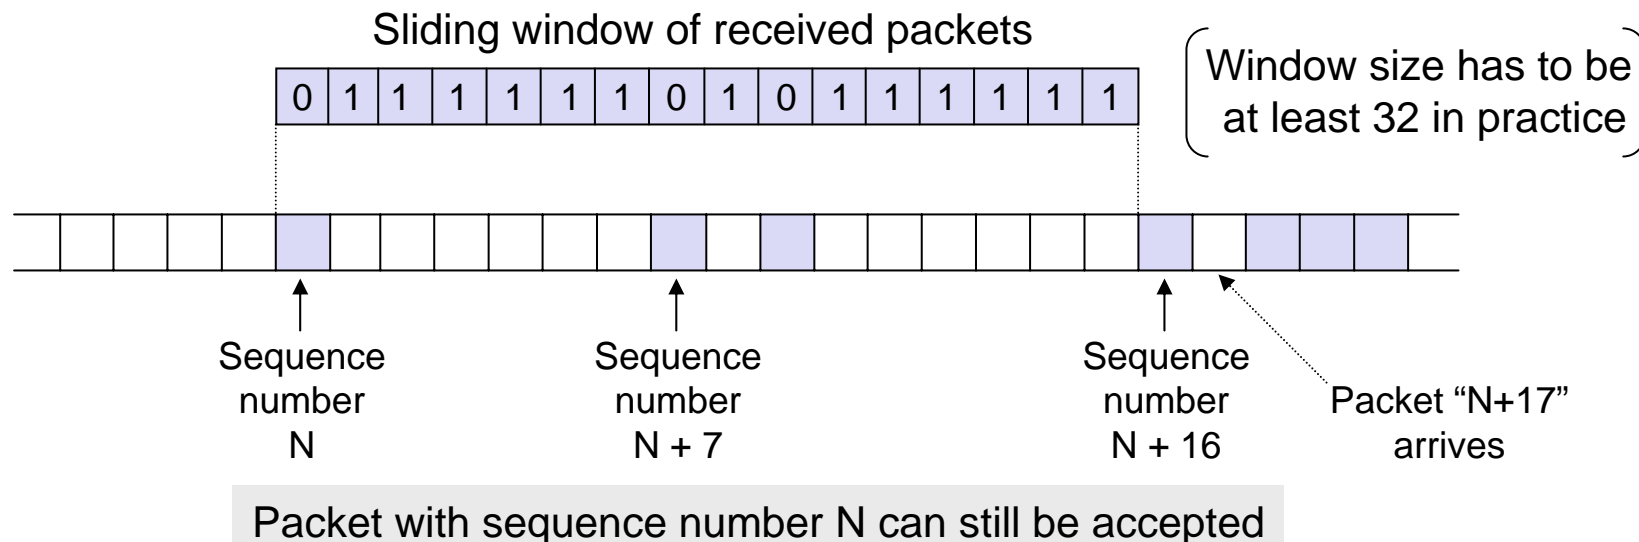 Sliding window of received packets
Window size has to be
at least 32 in practice
0 1 1 1 1 1 1 0 1 0 1 1 1 1 1 1
Sequence
number
N
Sequence
number
N + 7
Sequence
number
N + 16
Packet “N+17”
arrives
Packet with sequence number N can still be accepted